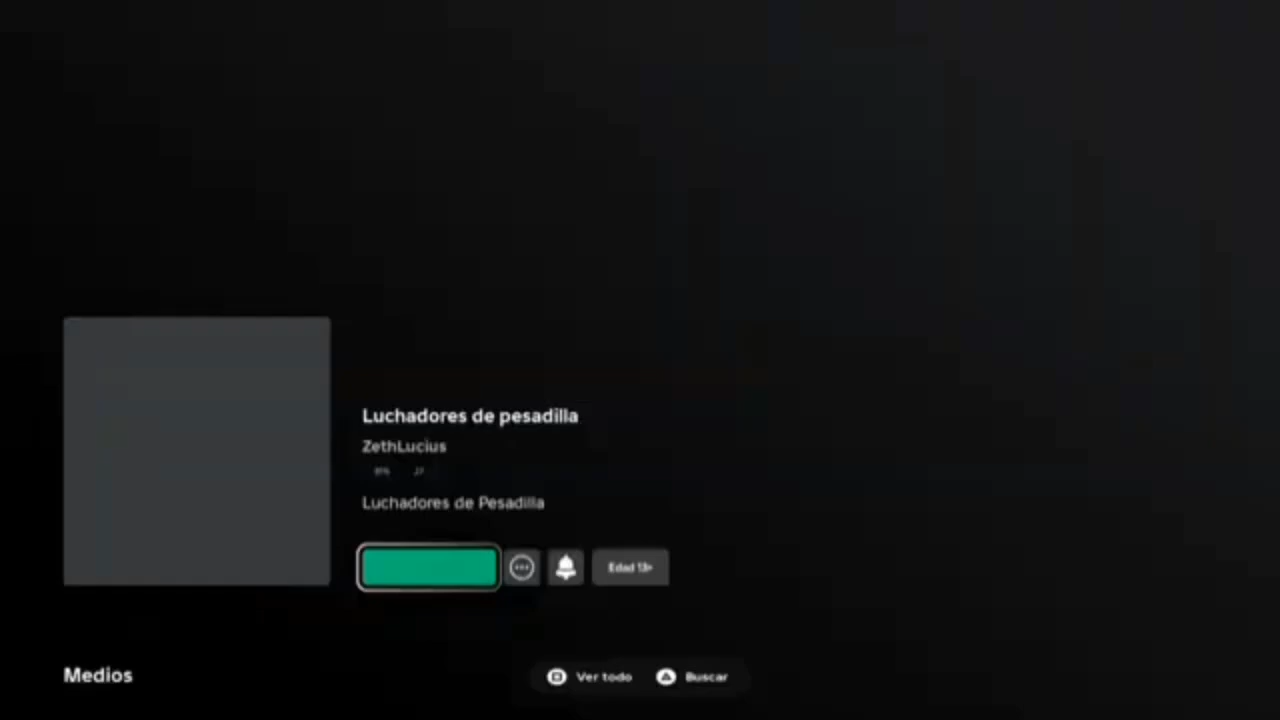 Luchadores de pesadilla
ZethLucius
Luchadores de Pesadilla
Edad 13+
Medios
Ver todo
Buscar